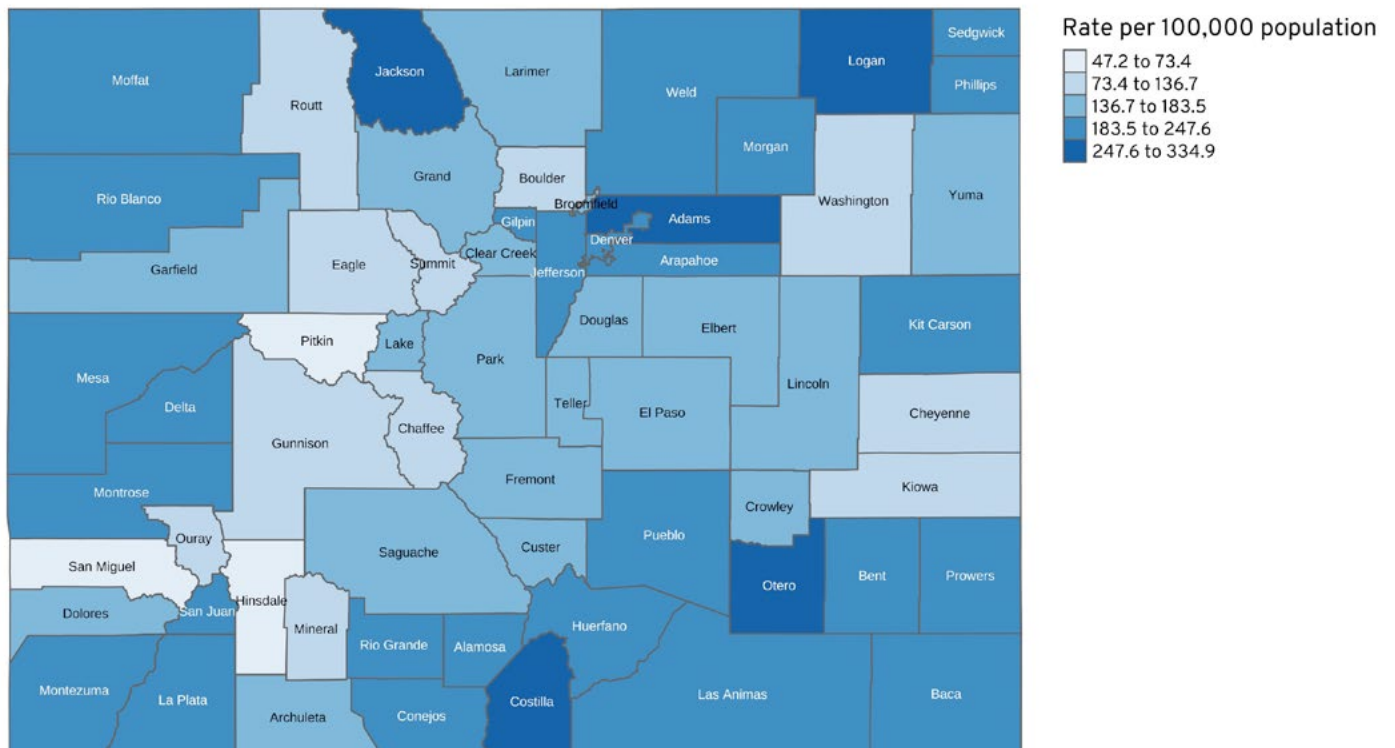 Rate per 100,000 population
47.2 to 73.4
73.4 to 136.7
136.7 to 183.5
183.5 to 247.6
247.6 to 334.9
Sedgwick
Logan
Jackson
Larimer
Moffat
Phillips
Weld
Routt
Morgan
Grand
Boulder
Yuma
Rio Blanco
Washington
Broomfield
Gilpin
Adams
Denver
Clear Creek
Arapahoe
Eagle
Summit
Garfield
Jefferson
Douglas
Kit Carson
Elbert
Pitkin
Lake
Park
Mesa
Lincoln
Teller
Delta
El Paso
Cheyenne
Chaffee
Gunnison
Fremont
Kiowa
Montrose
Crowley
Pueblo
Ouray
Custer
Saguache
San Miguel
Bent
Prowers
Otero
Hinsdale
San Juan
Dolores
Mineral
Huerfano
Rio Grande
Alamosa
Montezuma
La Plata
Costilla
Las Animas
Baca
Conejos
Archuleta